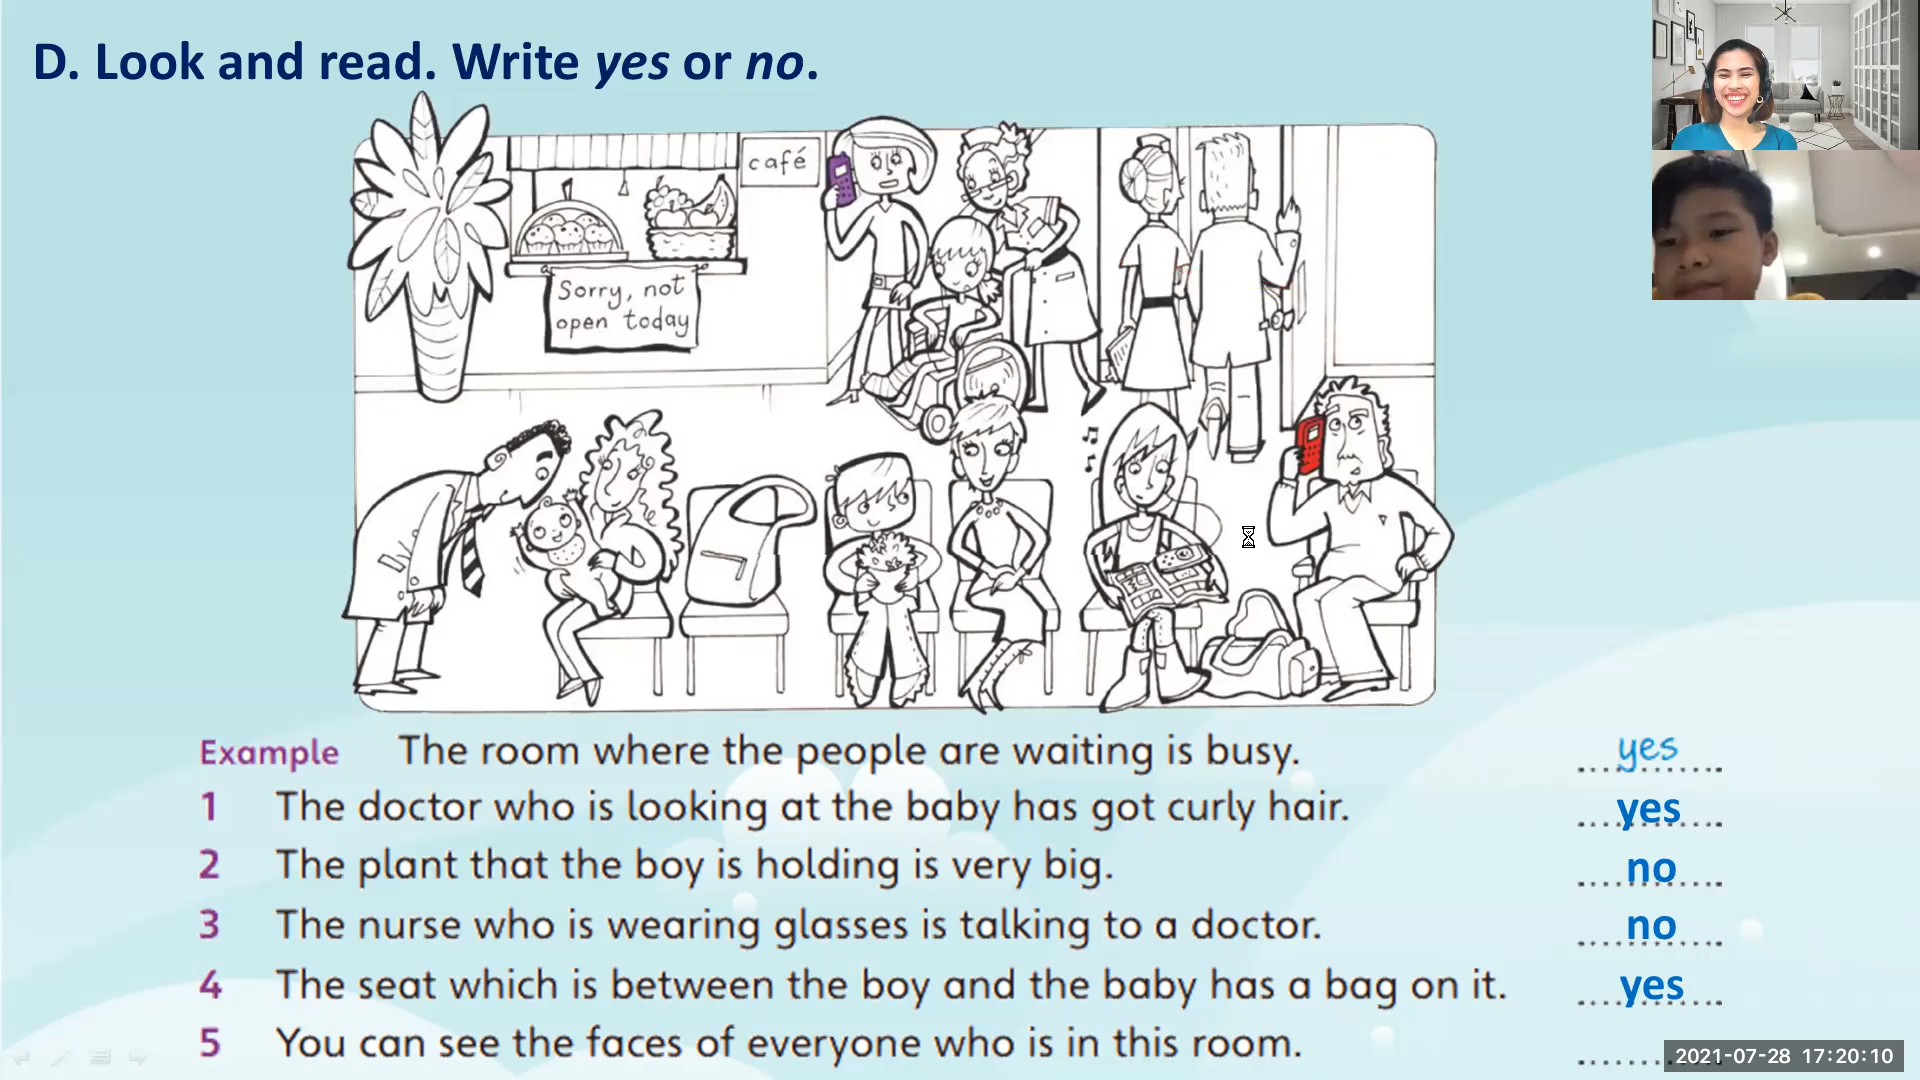 D. Look and read. Write yes or no.
café
Sorry, not
open today
Example The room where the people are waiting is busy. yes
1 The doctor who is looking at the baby has got curly hair. yes
2 The plant that the boy is holding is very big. no
3 The nurse who is wearing glasses is talking to a doctor. no
4 The seat which is between the boy and the baby has a bag on it. yes
5 You can see the faces of everyone who is in this room.
2021-07-28 17:20:10